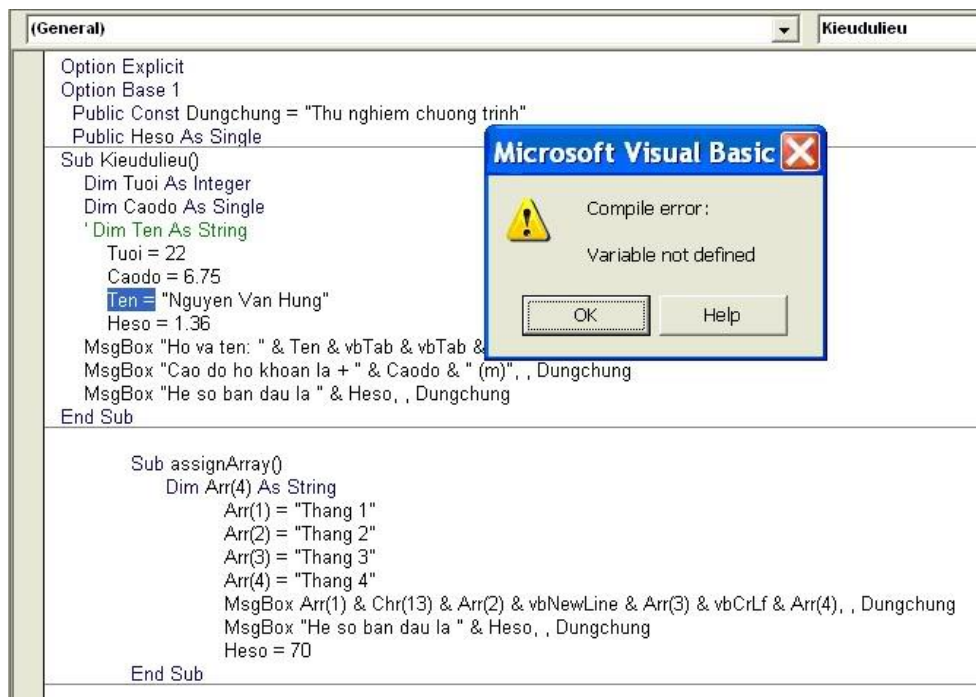 (General) Kieudulieu
Option Explicit
Option Base 1
Public Const Dungchung = "Thu nghiem chuong trinh"
Public Heso As Single
Sub Kieudulieu()
Dim Tuoi As Integer
Dim Caodo As Single
' Dim Ten As String
Tuoi = 22
Caodo = 6.75
Ten = "Nguyen Van Hung"
Heso = 1.36
MsgBox "Ho va ten: " & Ten & vbTab & vbTab &
MsgBox "Cao do ho khoan la + " & Caodo & " (m)", , Dungchung
MsgBox "He so ban dau la " & Heso, , Dungchung
End Sub
Microsoft Visual Basic
Compile error:
Variable not defined
OK Help
Sub assignArray()
Dim Arr(4) As String
Arr(1) = "Thang 1"
Arr(2) = "Thang 2"
Arr(3) = "Thang 3"
Arr(4) = "Thang 4"
MsgBox Arr(1) & Chr(13) & Arr(2) & vbNewLine & Arr(3) & vbCrLf & Arr(4), , Dungchung
MsgBox "He so ban dau la " & Heso, , Dungchung
Heso = 70
End Sub